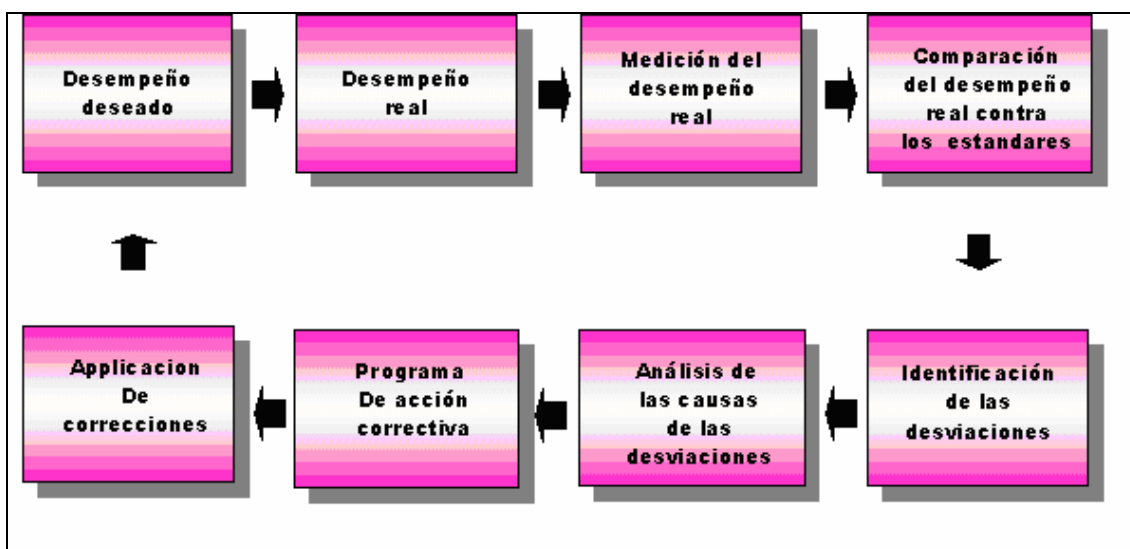 Desempeño
deseado
Desempeño
real
Medición del
desempeño
real
Comparación
del desempeño
real contra
los estandares
Identificación
de las
desviaciones
Análisis de
las causas
de las
desviaciones
Programa
De acción
correctiva
Applicacion
De
correcciones